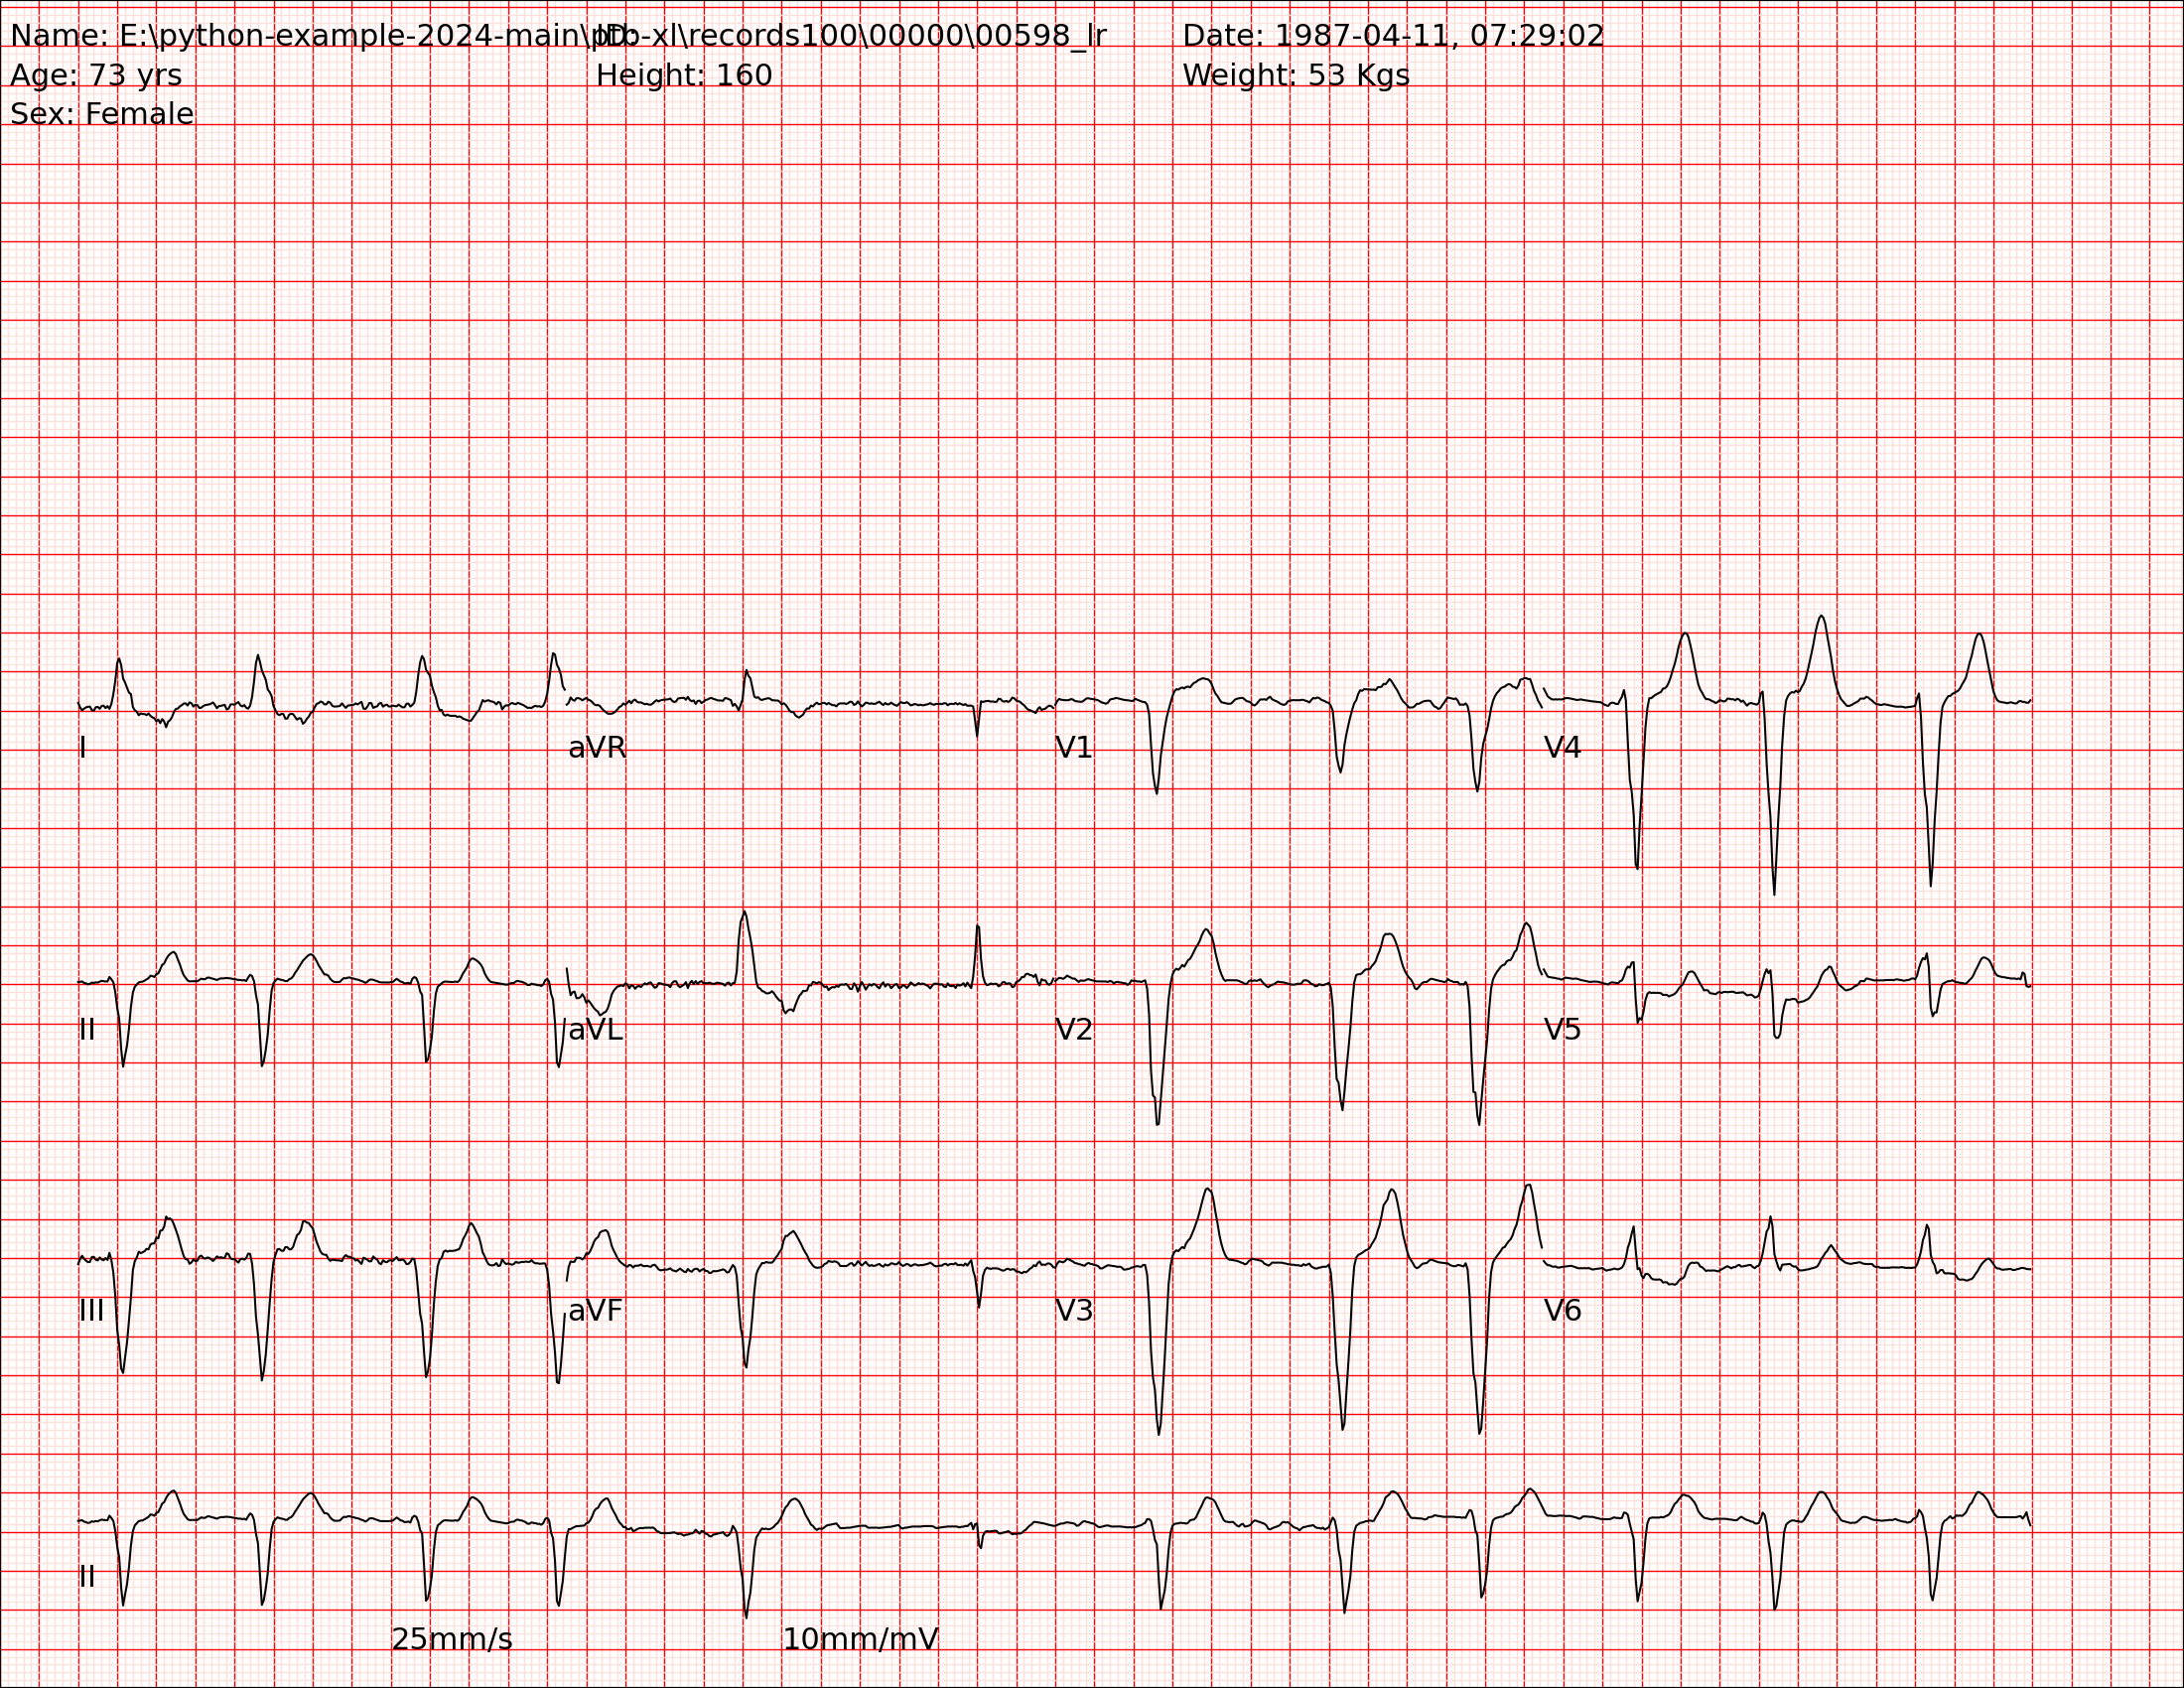 Name: E:\python-example-2024-main\ptb-xl\records100\00000\00598_lr ID: Date: 1987-04-11, 07:29:02
Age: 73 yrs Height: 160 Weight: 53 Kgs
Sex: Female
I aVR V1 V4
II aVL V2 V5
III aVF V3 V6
II
25mm/s 10mm/mV